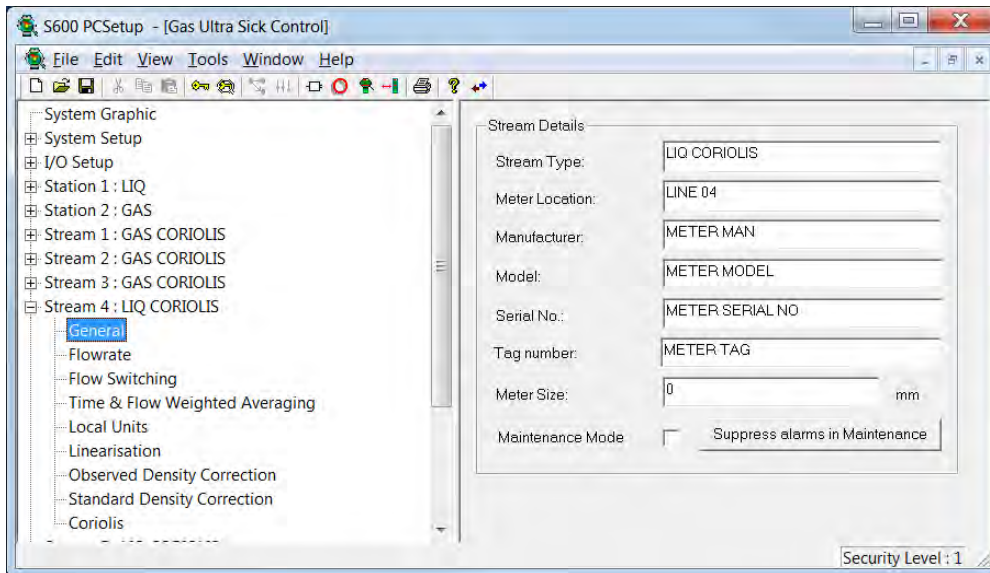 S600 PCSetup - [Gas Ultra Sick Control]
File Edit View Tools Window Help
System Graphic
System Setup
I/O Setup
Station 1 : LIQ
Station 2 : GAS
Stream 1 : GAS CORIOLIS
Stream 2 : GAS CORIOLIS
Stream 3 : GAS CORIOLIS
Stream 4 : LIQ CORIOLIS
General
Flowrate
Flow Switching
Time & Flow Weighted Averaging
Local Units
Linearisation
Observed Density Correction
Standard Density Correction
Coriolis
Stream Details
Stream Type: LIQ CORIOLIS
Meter Location: LINE 04
Manufacturer: METER MAN
Model: METER MODEL
Serial No.: METER SERIAL NO
Tag number: METER TAG
Meter Size: 0 mm
Maintenance Mode Suppress alarms in Maintenance
Security Level : 1